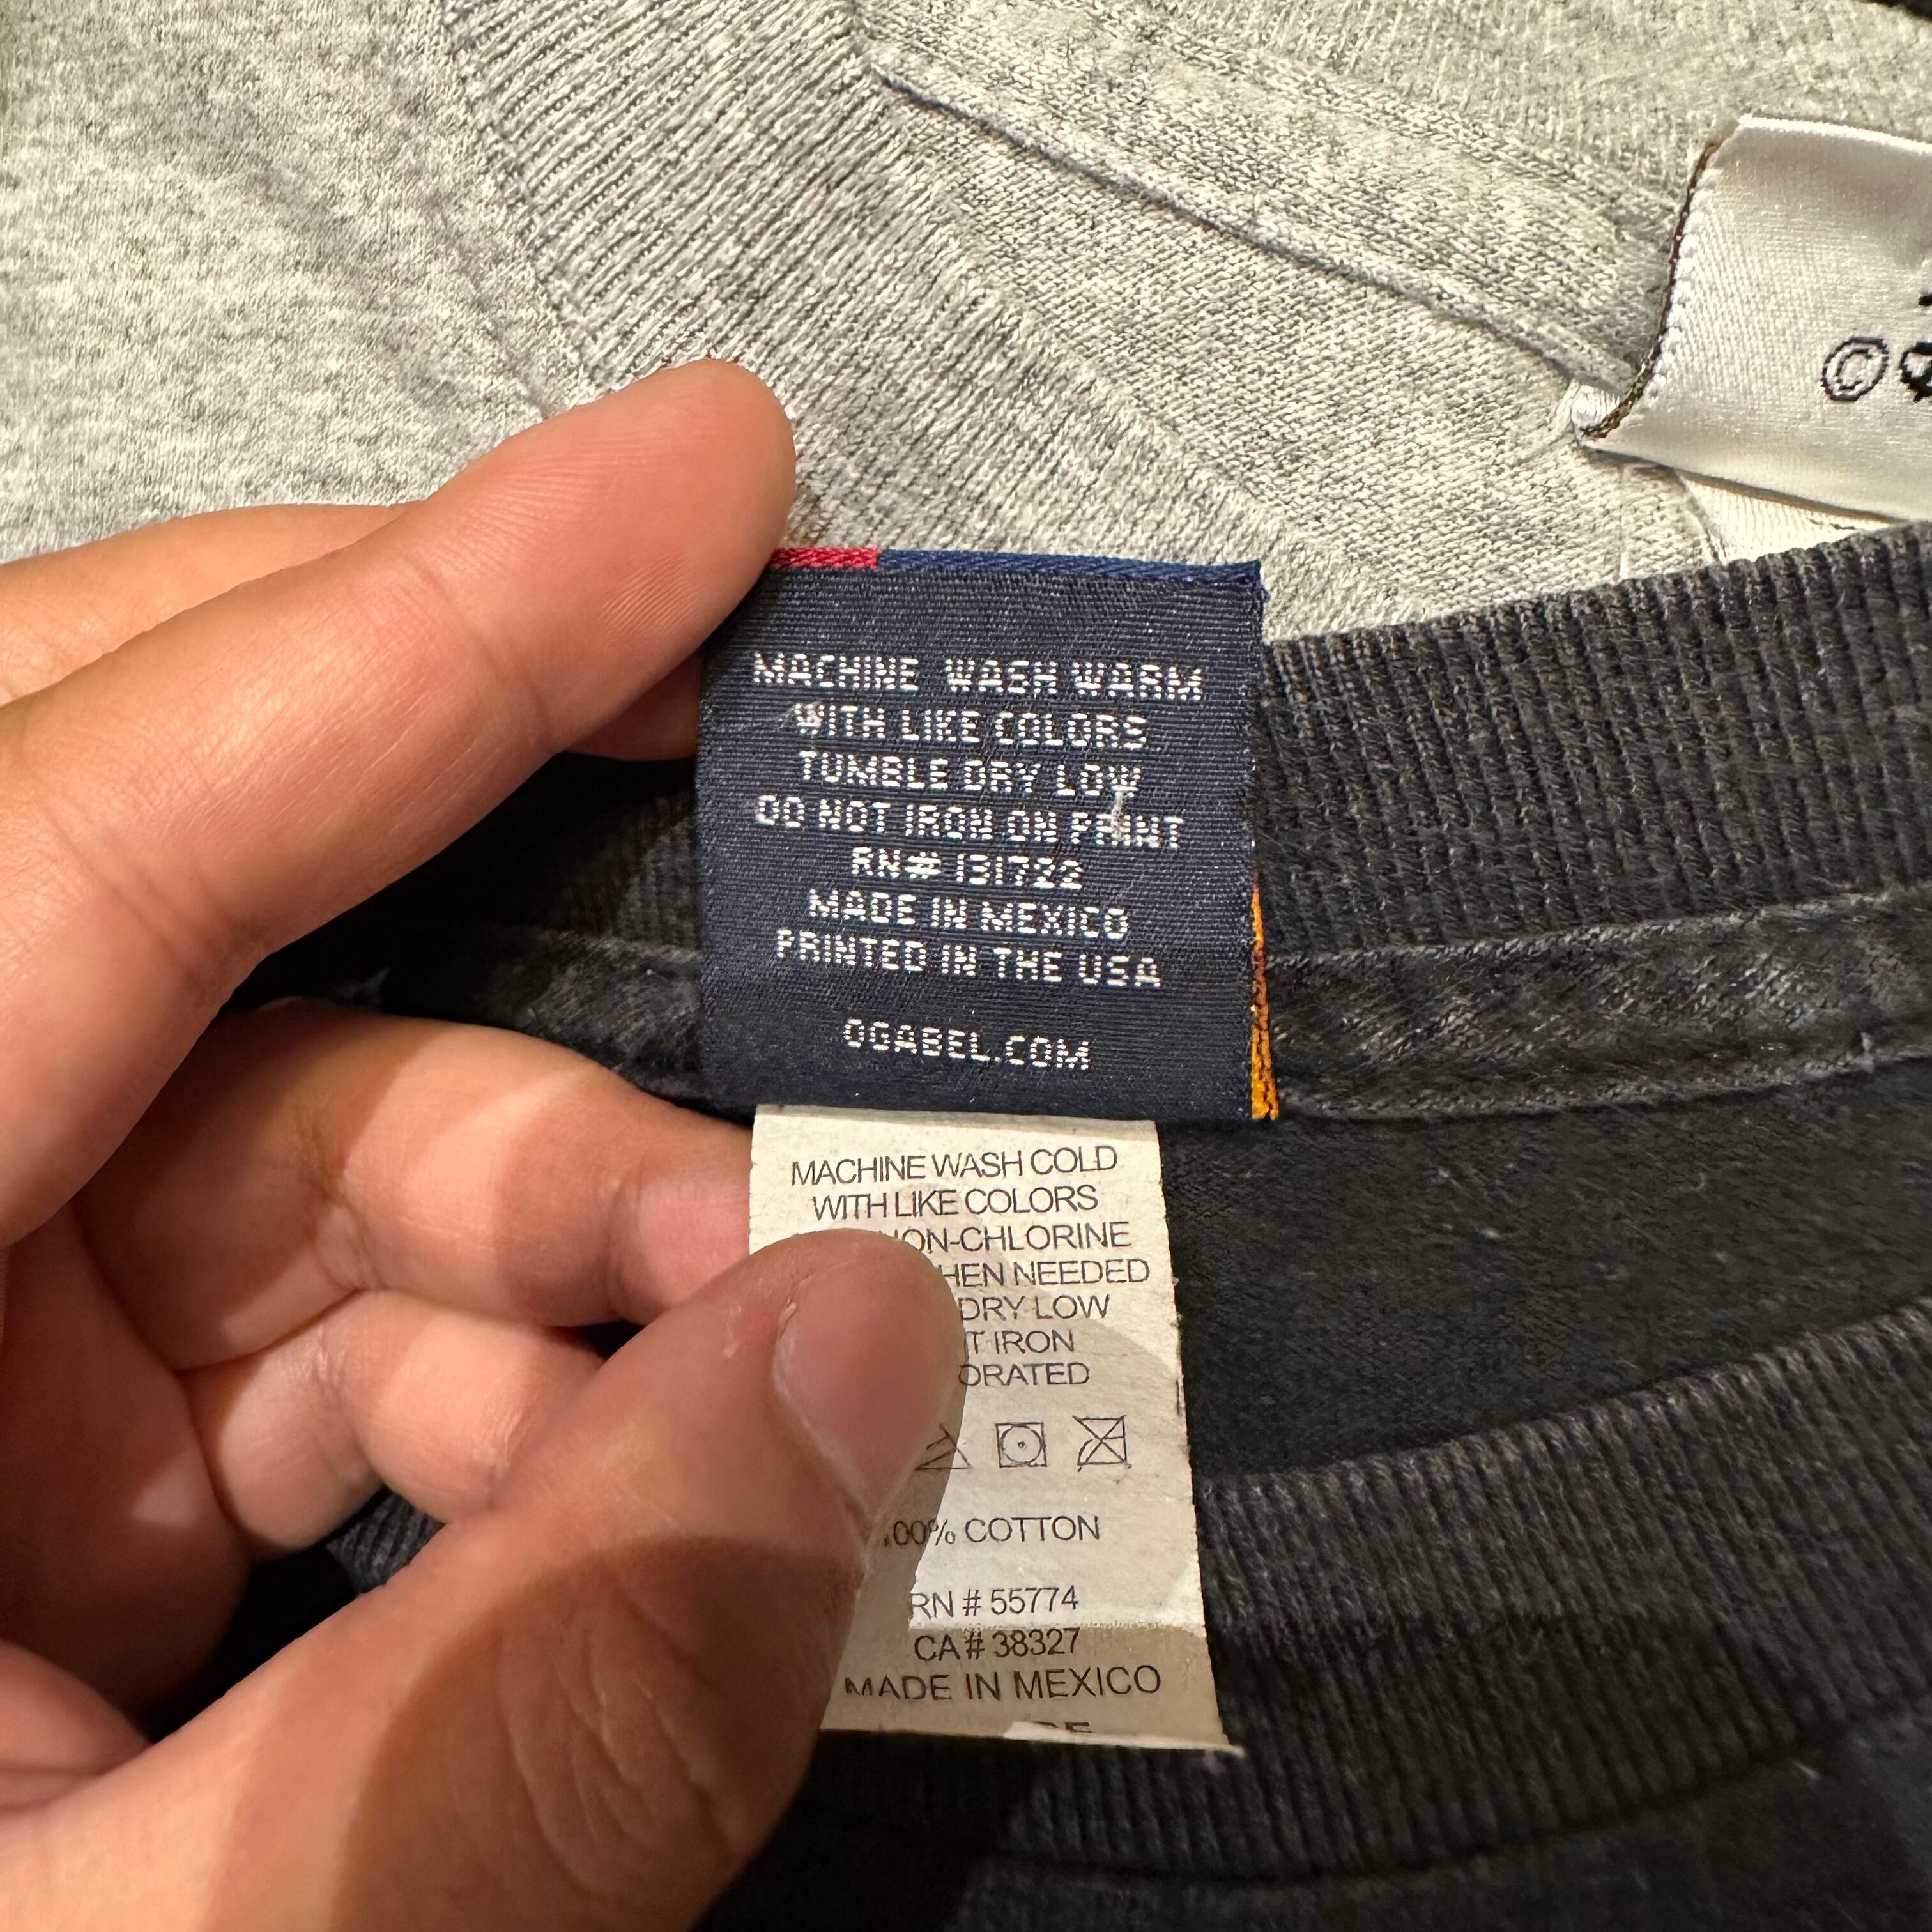 ©
MACHINE WASH WARM
WITH LIKE COLORS
TUMBLE DRY LOW
DO NOT IRON ON PRINT
RN# 131722
MADE IN MEXICO
PRINTED IN THE USA
OGABEL.COM
MACHINE WASH COLD
WITH LIKE COLORS
NON-CHLORINE
WHEN NEEDED
DRY LOW
IRON
100% COTTON
RN # 55774
CA # 38327
MADE IN MEXICO